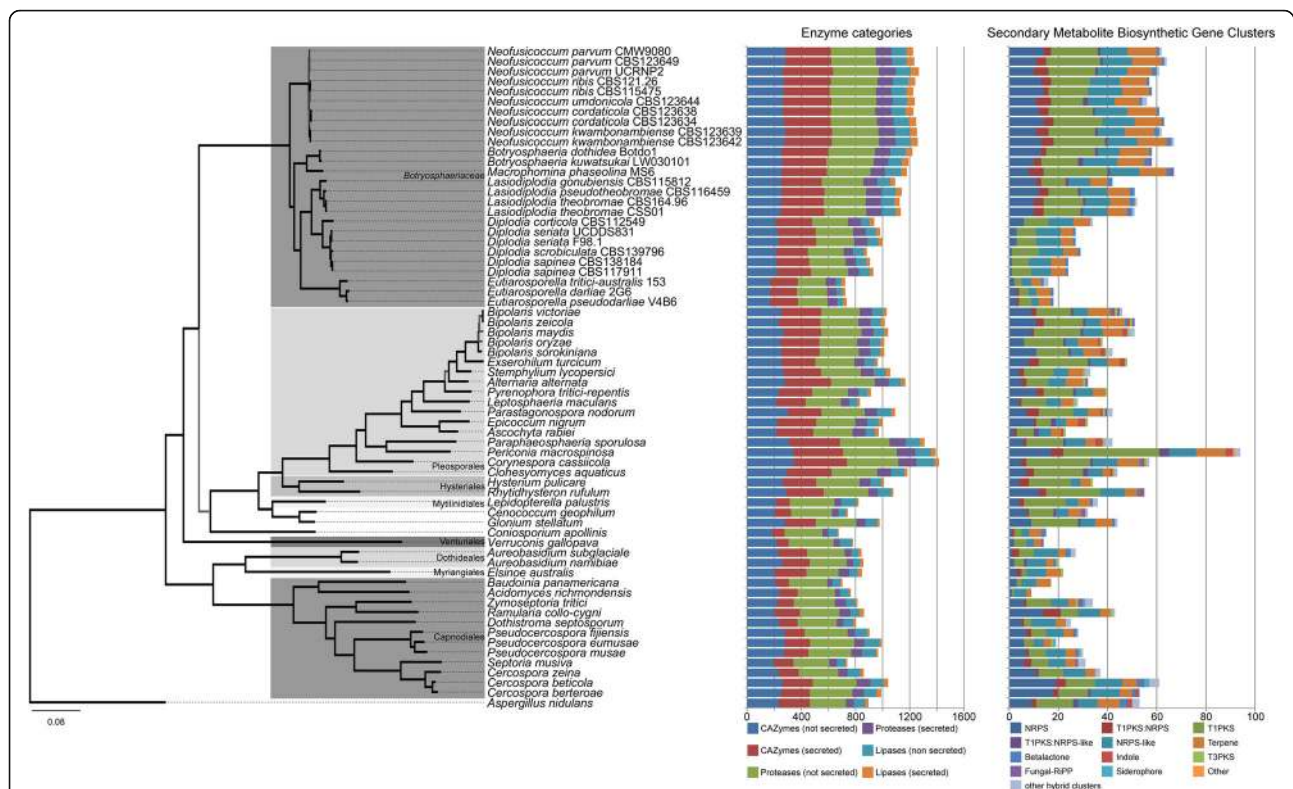 Enzyme categories
Secondary Metabolite Biosynthetic Gene Clusters
Neofusicoccum parvum CMW9080
Neofusicoccum parvum CBS123649
Neofusicoccum parvum UCRNP2
Neofusicoccum ribis CBS121.26
Neofusicoccum ribis CBS115475
Neofusicoccum umdonicola CBS123644
Neofusicoccum cordaticola CBS123638
Neofusicoccum cordaticola CBS123634
Neofusicoccum kwambonambiense CBS123639
Neofusicoccum kwambonambiense CBS123642
Botryosphaeria dothidea Botdo1
Botryosphaeria kuwatsukai LW030101
Macrophomina phaseolina MS6
Botryosphaeriaceae
Lasiodiplodia gonubiensis CBS115812
Lasiodiplodia pseudotheobromae CBS116459
Lasiodiplodia theobromae CBS164.96
Lasiodiplodia theobromae CSS01
Diplodia corticola CBS112549
Diplodia seriata UCDDS831
Diplodia seriata F98.1
Diplodia scrobiculata CBS139796
Diplodia sapinea CBS138184
Diplodia sapinea CBS117911
Eutiarosporella tritici-australis 153
Eutiarosporella darliae 2G6
Eutiarosporella pseudodarliae V4B6
Bipolaris victoriae
Bipolaris zeicola
Bipolaris maydis
Bipolaris oryzae
Bipolaris sorokiniana
Exserohilum turcicum
Stemphylium lycopersici
Alternaria alternata
Pyrenophora tritici-repentis
Leptosphaeria maculans
Parastagonospora nodorum
Epicoccum nigrum
Ascochyta rabiei
Paraphaeosphaeria sporulosa
Periconia macrospinosa
Corynespora cassiicola
Pleosporales
Clohesyomyces aquaticus
Hysterium pulicare
Hysteriales
Rhytidhysteron rufulum
Mytilinidiales
Lepidopterella palustris
Cenococcum geophilum
Glonium stellatum
Coniosporium apollinis
Venturiales
Verruconis gallopava
Aureobasidium subglaciale
Dothideales
Aureobasidium namibiae
Myriangiales
Elsinoe australis
Baudoinia panamericana
Acidomyces richmondensis
Zymoseptoria tritici
Ramularia collo-cygni
Dothistroma septosporum
Pseudocercospora fijiensis
Capnodiales
Pseudocercospora eumusae
Pseudocercospora musae
Septoria musiva
Cercospora zeina
Cercospora beticola
Cercospora berteroae
Aspergillus nidulans
0.06
0 400 800 1200 1600
0 20 40 60 80 100
CAZymes (not secreted)
Proteases (secreted)
CAZymes (secreted)
Lipases (non secreted)
Proteases (not secreted)
Lipases (secreted)
NRPS
T1PKS:NRPS
T1PKS
T1PKS:NRPS-like
NRPS-like
Terpene
Betalactone
Indole
T3PKS
Fungal-RiPP
Siderophore
Other
other hybrid clusters